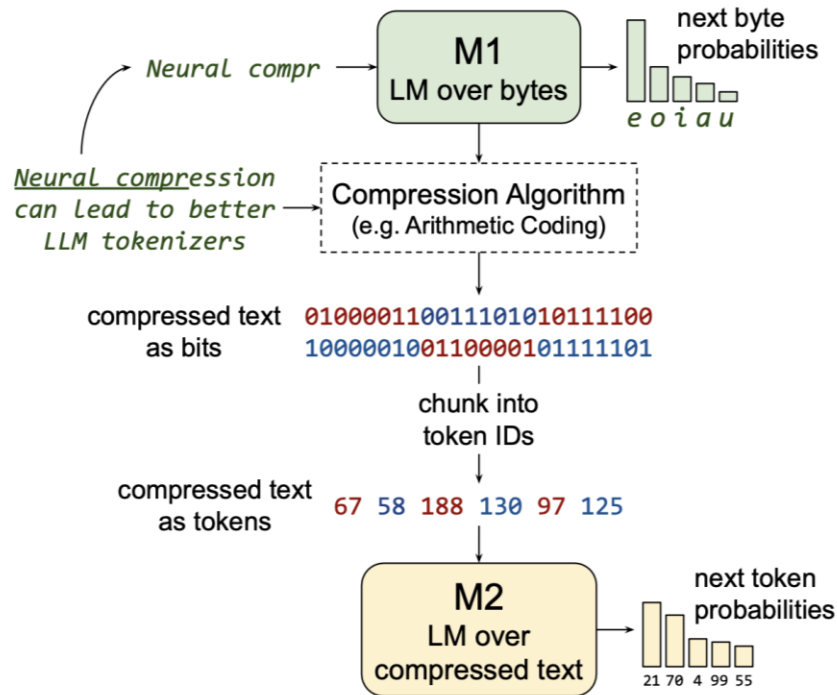 next byte
probabilities
Neural compr
M1
LM over bytes
e o i a u
Neural compression
can lead to better
LLM tokenizers
Compression Algorithm
(e.g. Arithmetic Coding)
compressed text
as bits
010000110011101010111100
100000100110000101111101
chunk into
token IDs
compressed text
as tokens
67 58 188 130 97 125
M2
LM over
compressed text
next token
probabilities
21 70 4 99 55